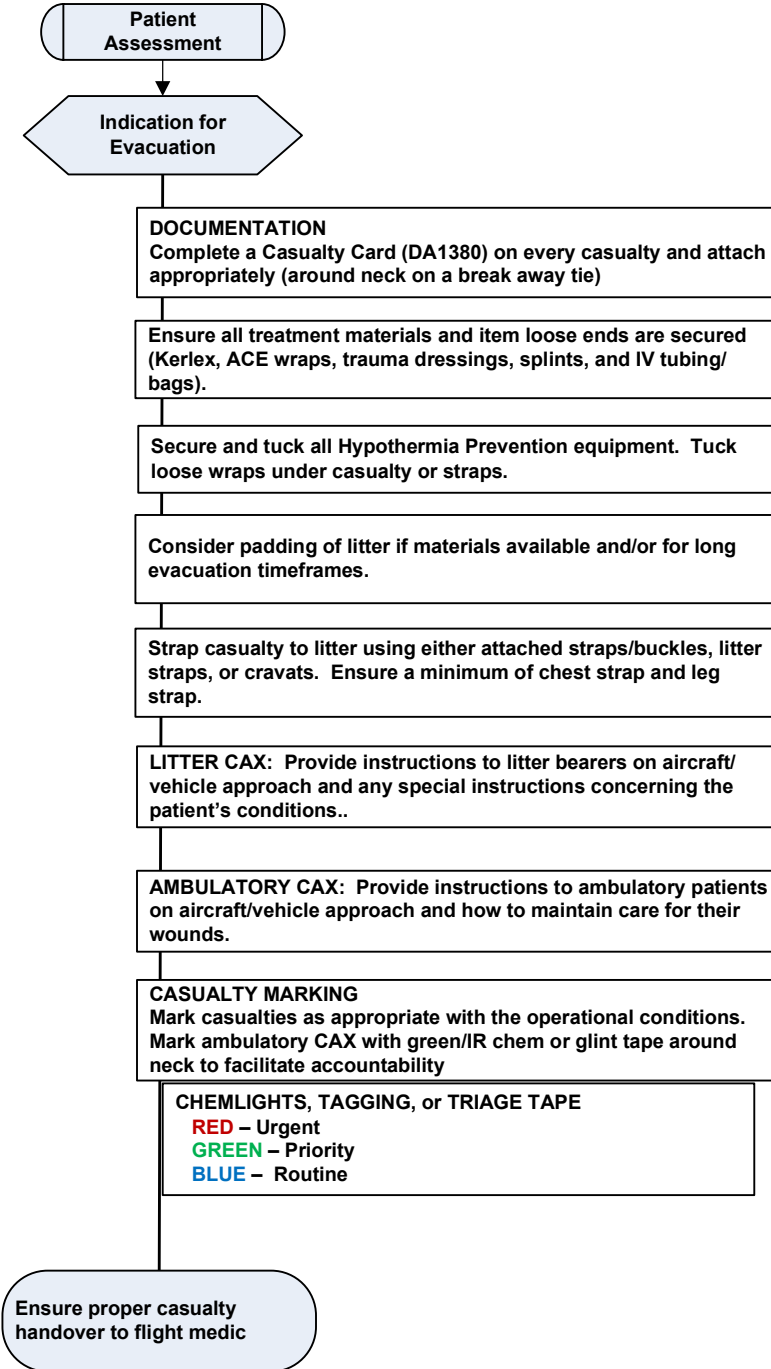 Patient
Assessment
Indication for
Evacuation
DOCUMENTATION
Complete a Casualty Card (DA1380) on every casualty and attach
appropriately (around neck on a break away tie)
Ensure all treatment materials and item loose ends are secured
(Kerlex, ACE wraps, trauma dressings, splints, and IV tubing/
bags).
Secure and tuck all Hypothermia Prevention equipment.  Tuck
loose wraps under casualty or straps.
Consider padding of litter if materials available and/or for long
evacuation timeframes.
Strap casualty to litter using either attached straps/buckles, litter
straps, or cravats.  Ensure a minimum of chest strap and leg
strap.
LITTER CAX:  Provide instructions to litter bearers on aircraft/
vehicle approach and any special instructions concerning the
patient’s conditions..
AMBULATORY CAX:  Provide instructions to ambulatory patients
on aircraft/vehicle approach and how to maintain care for their
wounds.
CASUALTY MARKING
Mark casualties as appropriate with the operational conditions.
Mark ambulatory CAX with green/IR chem or glint tape around
neck to facilitate accountability
CHEMLIGHTS, TAGGING, or TRIAGE TAPE
RED – Urgent
GREEN – Priority
BLUE –  Routine
Ensure proper casualty
handover to flight medic